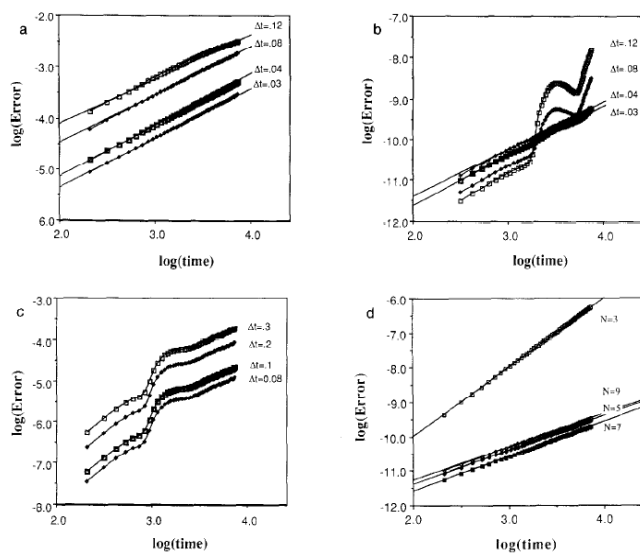 a
-2.0
Δt=.12
Δt=.08
-3.0
Δt=.04
Δt=.03
log(Error)
-4.0
-5.0
6.0
2.0 3.0 4.0
log(time)
b
-7.0
Δt=.12
-8.0
Δt=.08
-9.0
Δt=.04
Δt=.03
log(Error)
-10.0
-11.0
-12.0
2.0 3.0 4.0
log(time)
c
-3.0
Δt=.3
-4.0
Δt=.2
-5.0
Δt=.1
Δt=0.08
log(Error)
-6.0
-7.0
-8.0
2.0 3.0 4.0
log(time)
d
-6.0
N=3
-7.0
-8.0
log(Error)
-9.0
N=9
N=5
N=7
-10.0
-11.0
-12.0
2.0 3.0 4.0
log(time)